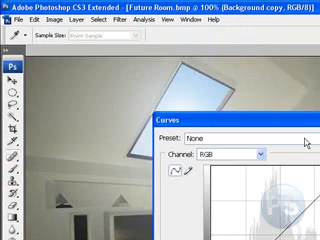 Adobe Photoshop CS3 Extended - [Future Room.bmp @ 100% (Background copy, RGB/8)]
File Edit Image Layer Select Filter Analysis View Window Help
Sample Size: Point Sample
Ps
Curves
Preset: None
Channel: RGB